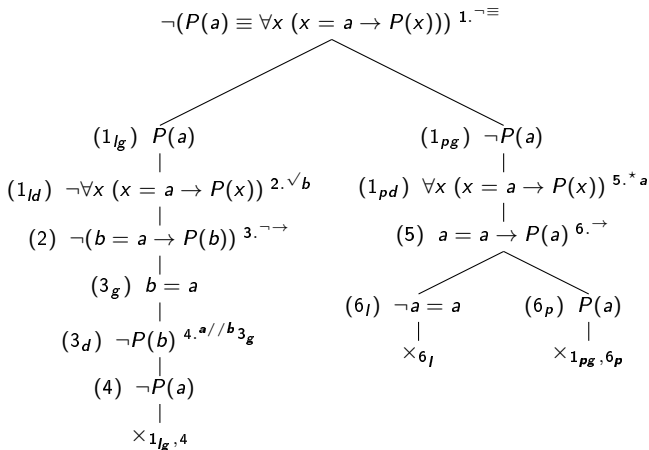 ¬(P(a) ≡ ∀x (x = a → P(x))) 1.¬≡
(1lg) P(a)
(1pg) ¬P(a)
(1ld) ¬∀x (x = a → P(x)) 2.√b
(1pd) ∀x (x = a → P(x)) 5.⋆a
(2) ¬(b = a → P(b)) 3.¬→
(5) a = a → P(a) 6.→
(3g) b = a
(6l) ¬a = a
(6p) P(a)
(3d) ¬P(b) 4.a//b 3g
×6l
×1pg,6p
(4) ¬P(a)
×1lg,4